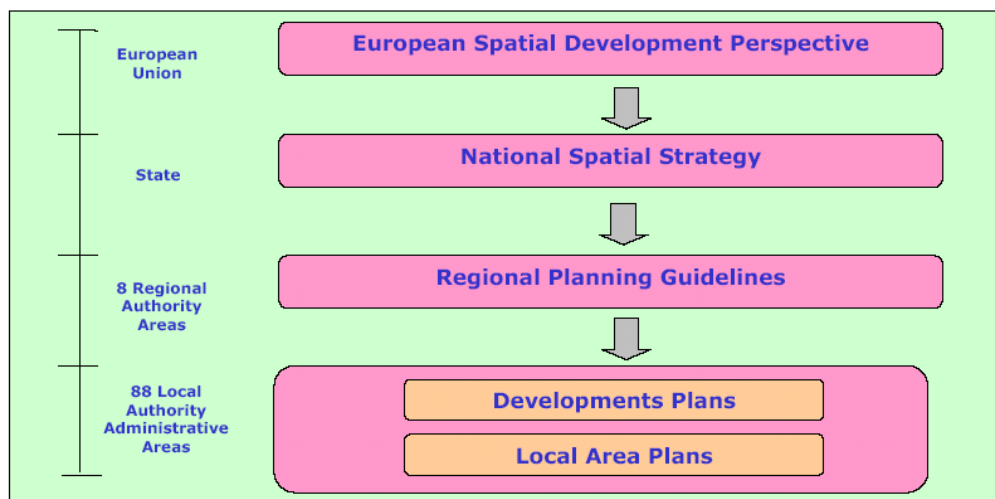 European
Union
European Spatial Development Perspective
State
National Spatial Strategy
8 Regional
Authority
Areas
Regional Planning Guidelines
88 Local
Authority
Administrative
Areas
Developments Plans
Local Area Plans